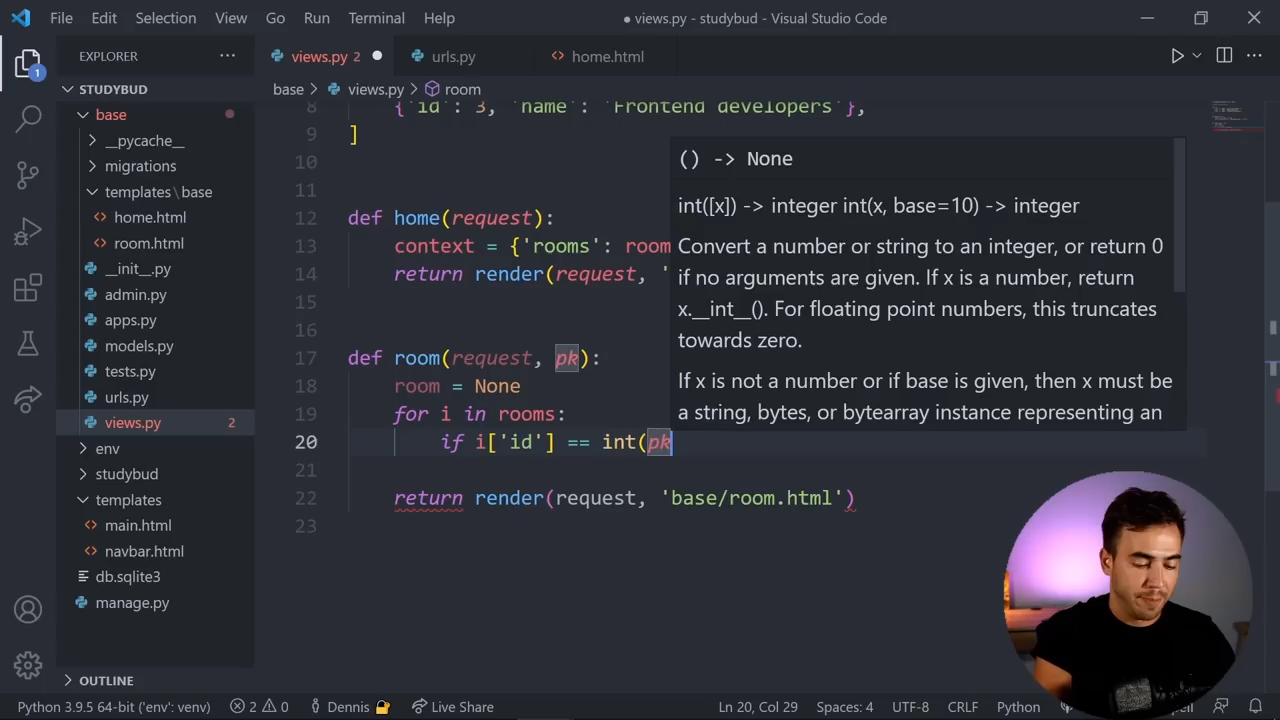 File Edit Selection View Go Run Terminal Help ● views.py - studybud - Visual Studio Code
EXPLORER ··· views.py 2 ● urls.py home.html
1
STUDYBUD
base > views.py > room
base
__pycache__
migrations
templates\base
home.html
room.html
__init__.py
admin.py
apps.py
models.py
tests.py
urls.py
views.py 2
env
studybud
templates
main.html
navbar.html
db.sqlite3
manage.py
OUTLINE
8 {'id': 3, 'name': 'Frontend developers'},
9 ]
10
11
12 def home(request):
13 context = {'rooms': room
14 return render(request, '
15
16
17 def room(request, pk):
18 room = None
19 for i in rooms:
20 if i['id'] == int(pk
21
22 return render(request, 'base/room.html')
23
() -> None
int([x]) -> integer int(x, base=10) -> integer
Convert a number or string to an integer, or return 0
if no arguments are given. If x is a number, return
x.__int__(). For floating point numbers, this truncates
towards zero.
If x is not a number or if base is given, then x must be
a string, bytes, or bytearray instance representing an
Python 3.9.5 64-bit ('env': venv) 2 0 Dennis Live Share Ln 20, Col 29 Spaces: 4 UTF-8 CRLF Python